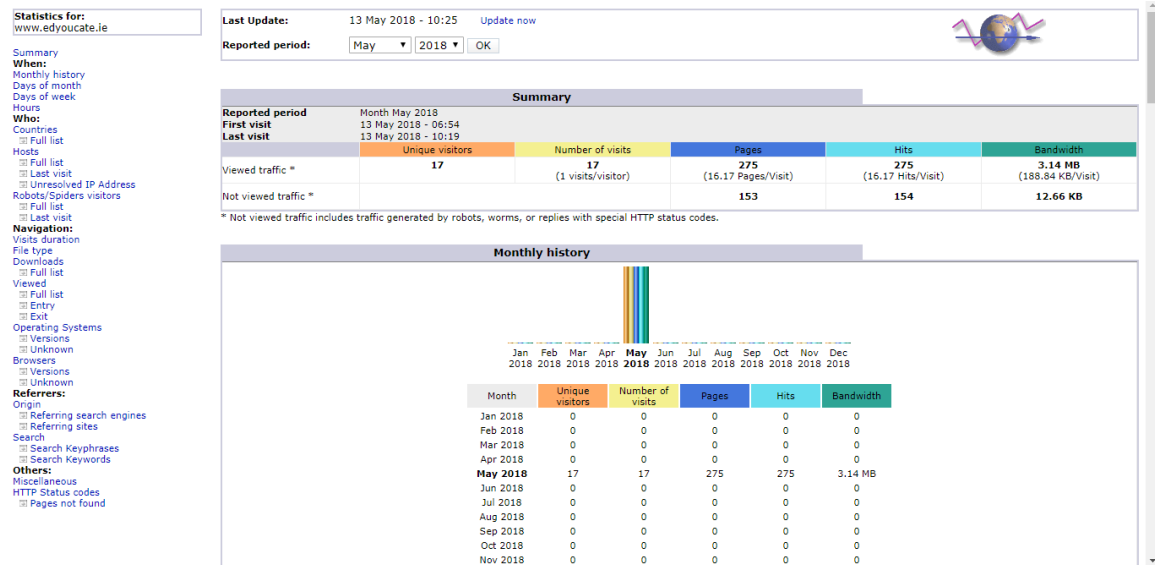 Statistics for:
www.edyoucate.ie
Summary
When:
Monthly history
Days of month
Days of week
Hours
Who:
Countries
Full list
Hosts
Full list
Last visit
Unresolved IP Address
Robots/Spiders visitors
Full list
Last visit
Navigation:
Visits duration
File type
Downloads
Full list
Viewed
Full list
Entry
Exit
Operating Systems
Versions
Unknown
Browsers
Versions
Unknown
Referrers:
Origin
Referring search engines
Referring sites
Search
Search Keyphrases
Search Keywords
Others:
Miscellaneous
HTTP Status codes
Pages not found
Last Update: 13 May 2018 - 10:25 Update now
Reported period: May 2018 OK
Summary
Reported period Month May 2018
First visit 13 May 2018 - 06:54
Last visit 13 May 2018 - 10:19
Unique visitors Number of visits Pages Hits Bandwidth
Viewed traffic * 17 17 275 275 3.14 MB
(1 visits/visitor) (16.17 Pages/Visit) (16.17 Hits/Visit) (188.84 KB/Visit)
Not viewed traffic * 153 154 12.66 KB
* Not viewed traffic includes traffic generated by robots, worms, or replies with special HTTP status codes.
Monthly history
Jan Feb Mar Apr May Jun Jul Aug Sep Oct Nov Dec
2018 2018 2018 2018 2018 2018 2018 2018 2018 2018 2018 2018
Month Unique visitors Number of visits Pages Hits Bandwidth
Jan 2018 0 0 0 0 0
Feb 2018 0 0 0 0 0
Mar 2018 0 0 0 0 0
Apr 2018 0 0 0 0 0
May 2018 17 17 275 275 3.14 MB
Jun 2018 0 0 0 0 0
Jul 2018 0 0 0 0 0
Aug 2018 0 0 0 0 0
Sep 2018 0 0 0 0 0
Oct 2018 0 0 0 0 0
Nov 2018 0 0 0 0 0